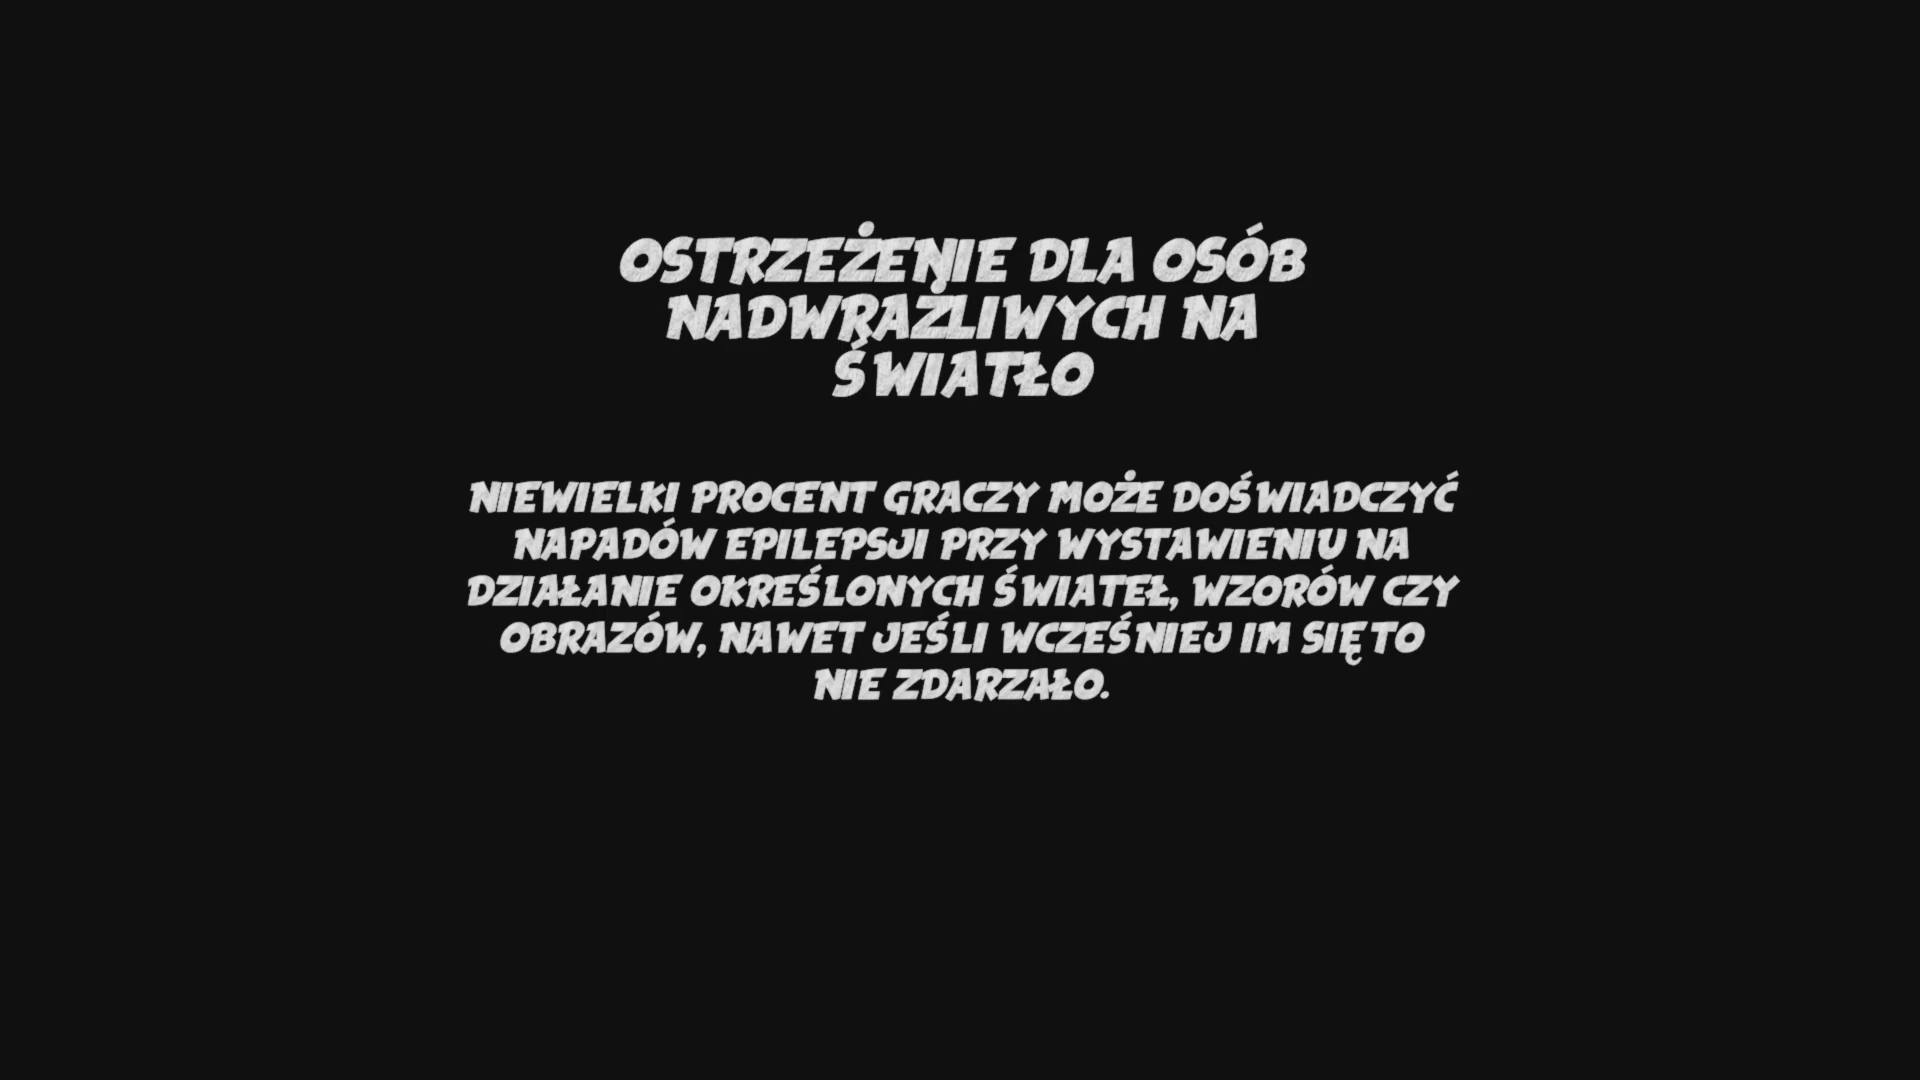 OSTRZEŻENIE DLA OSÓB
NADWRAŻLIWYCH NA
ŚWIATŁO
NIEWIELKI PROCENT GRACZY MOŻE DOŚWIADCZYĆ
NAPADÓW EPILEPSJI PRZY WYSTAWIENIU NA
DZIAŁANIE OKREŚLONYCH ŚWIATEŁ, WZORÓW CZY
OBRAZÓW, NAWET JEŚLI WCZEŚNIEJ IM SIĘ TO
NIE ZDARZAŁO.